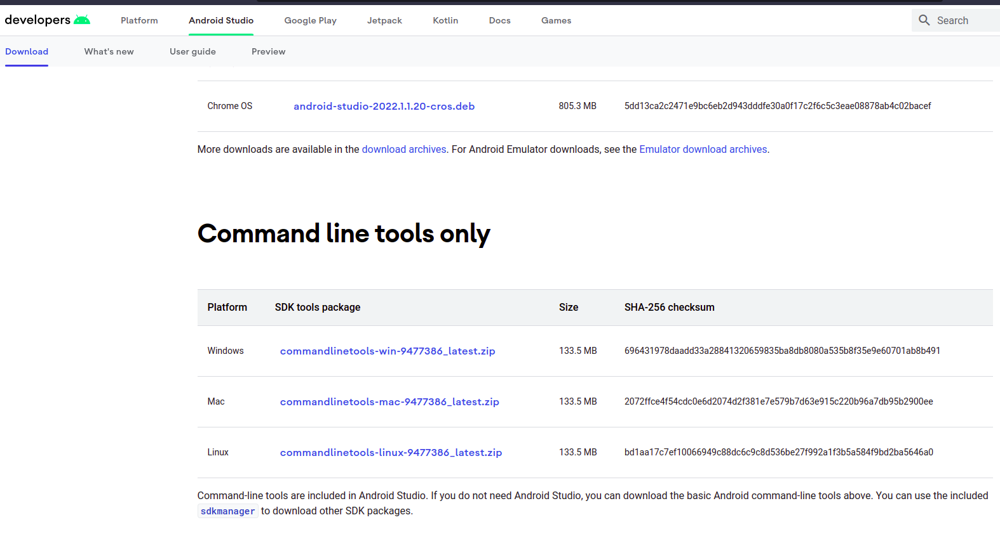 developers Platform Android Studio Google Play Jetpack Kotlin Docs Games Search
Download What's new User guide Preview
Chrome OS android-studio-2022.1.1.20-cros.deb 805.3 MB 5dd13ca2c2471e9bc6eb2d943dddfe30a0f17c2f6c5c3eae08878ab4c02bacef
More downloads are available in the download archives. For Android Emulator downloads, see the Emulator download archives.
Command line tools only
Platform SDK tools package Size SHA-256 checksum
Windows commandlinetools-win-9477386_latest.zip 133.5 MB 696431978daadd33a28841320659835ba8db8080a535b8f35e9e60701ab8b491
Mac commandlinetools-mac-9477386_latest.zip 133.5 MB 2072ffce4f54cdc0e6d2074d2f381e7e579b7d63e915c220b96a7db95b2900ee
Linux commandlinetools-linux-9477386_latest.zip 133.5 MB bd1aa17c7ef10066949c88dc6c9c8d536be27f992a1f3b5a584f9bd2ba5646a0
Command-line tools are included in Android Studio. If you do not need Android Studio, you can download the basic Android command-line tools above. You can use the included
sdkmanager to download other SDK packages.